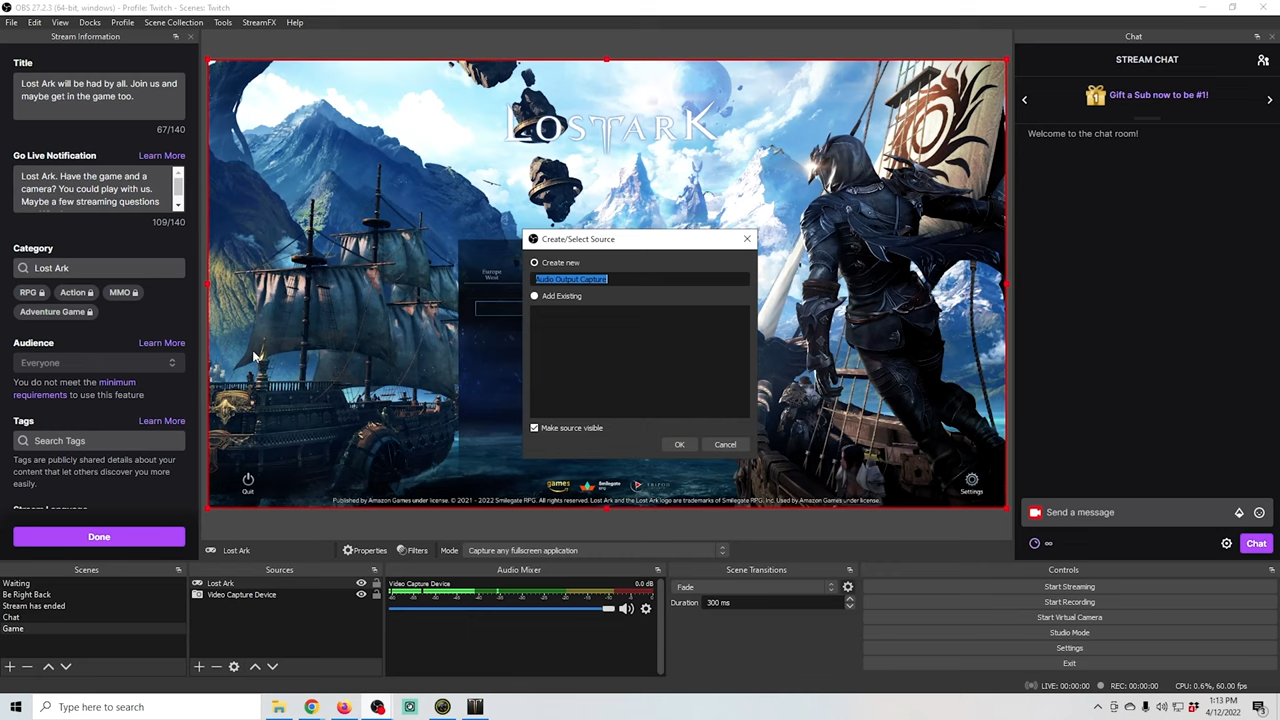 OBS 27.2.3 (64-bit, windows) - Profile: Twitch - Scenes: Twitch
File Edit View Docks Profile Scene Collection Tools StreamFX Help
Stream Information
Title
Lost Ark will be had by all. Join us and
maybe get in the game too.
67/140
Go Live Notification Learn More
Lost Ark. Have the game and a
camera? You could play with us.
Maybe a few streaming questions
109/140
Category
Lost Ark
RPG Action MMO
Adventure Game
Audience Learn More
Everyone
You do not meet the minimum
requirements to use this feature
Tags Learn More
Search Tags
Tags are publicly shared details about your
content that let others discover you more
easily.
Stream Language
Done
LOST ARK
Europe
West
Create/Select Source
Create new
Audio Output Capture
Add Existing
Make source visible
OK Cancel
Quit
games Smilegate RPG TRIPOD
Settings
Published by Amazon Games under license. © 2021 - 2022 Smilegate RPG. All rights reserved. Lost Ark and the Lost Ark logo are trademarks of Smilegate RPG, Inc. Used by Amazon Games under license.
Chat
STREAM CHAT
1
Gift a Sub now to be #1!
Welcome to the chat room!
Send a message
∞
Chat
Lost Ark Properties Filters Mode Capture any fullscreen application
Scenes
Waiting
Be Right Back
Stream has ended
Chat
Game
Sources
Lost Ark
Video Capture Device
Audio Mixer
Video Capture Device 0.0 dB
Scene Transitions
Fade
Duration 300 ms
Controls
Start Streaming
Start Recording
Start Virtual Camera
Studio Mode
Settings
Exit
LIVE: 00:00:00 REC: 00:00:00 CPU: 0.6%, 60.00 fps
Type here to search
1:13 PM
4/12/2022